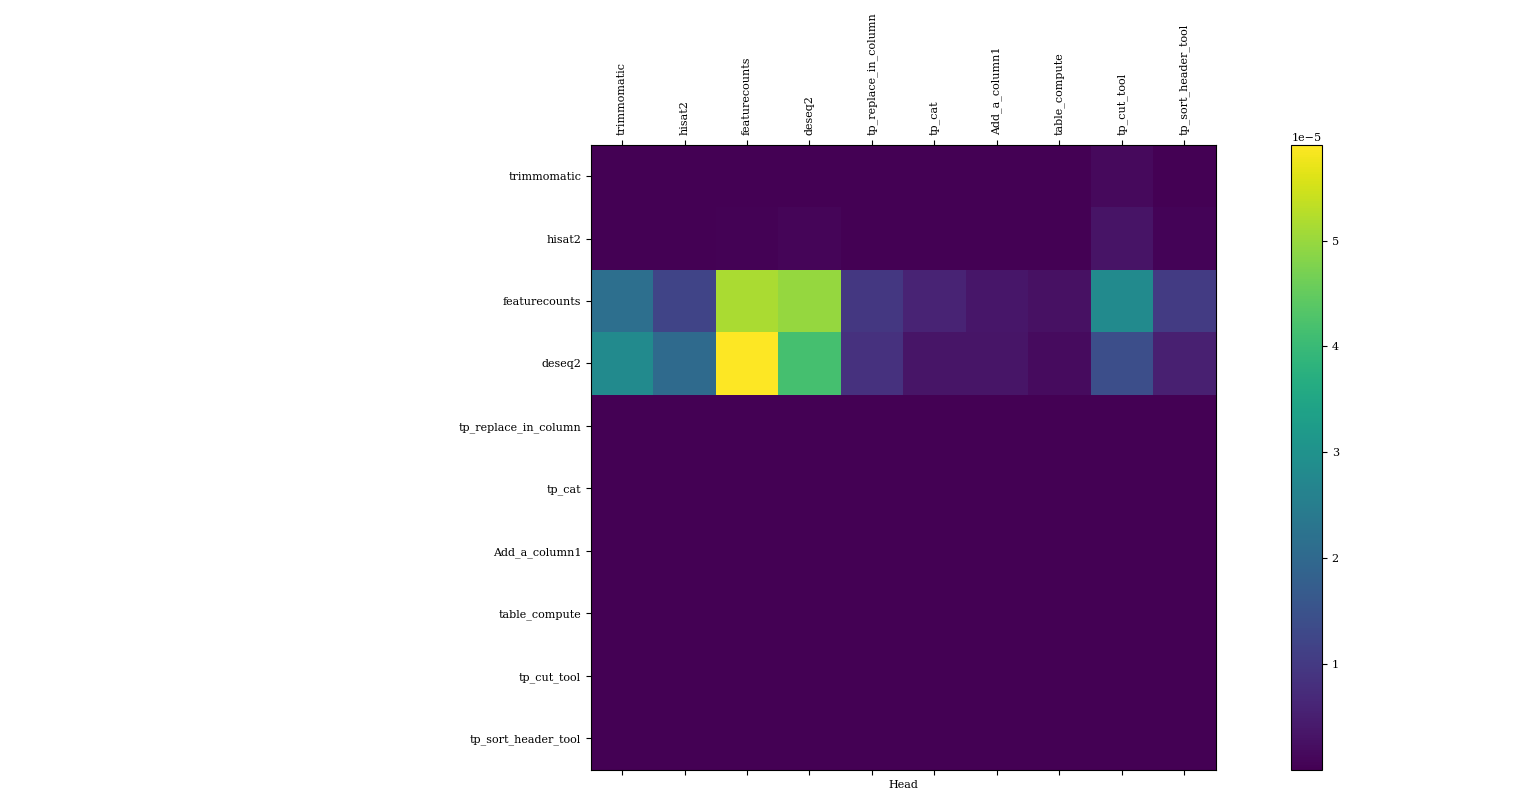 trimmomatic
hisat2
featurecounts
deseq2
tp_replace_in_column
tp_cat
Add_a_column1
table_compute
tp_cut_tool
tp_sort_header_tool
1e−5
trimmomatic
hisat2
featurecounts
deseq2
tp_replace_in_column
tp_cat
Add_a_column1
table_compute
tp_cut_tool
tp_sort_header_tool
5
4
3
2
1
Head